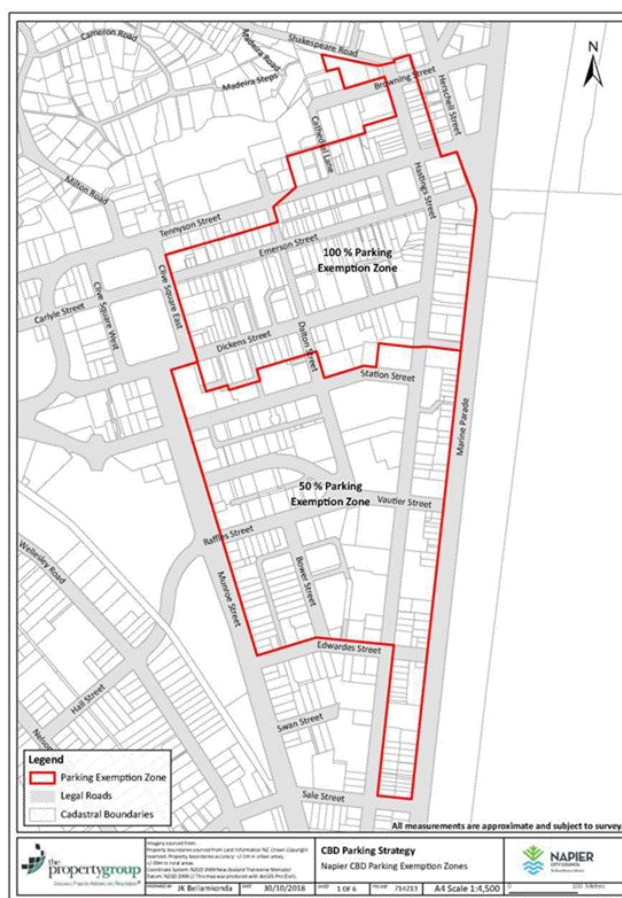 Cameron Road
Madeira Road
Shakespeare Road
Madeira Steps
Browning Street
Herschell Street
N
Cathedral Lane
Milton Road
Hastings Street
Tennyson Street
Emerson Street
100 % Parking
Exemption Zone
Clive Square East
Carlyle Street
Clive Square West
Dickens Street
Dalton Street
Station Street
Marine Parade
50 % Parking
Exemption Zone
Vautier Street
Raffles Street
Wellesley Road
Munroe Street
Bower Street
Edwardes Street
Hall Street
Swan Street
Sale Street
Legend
Parking Exemption Zone
Legal Roads
Cadastral Boundaries
All measurements are approximate and subject to survey.
the
propertygroup
CBD Parking Strategy
Napier CBD Parking Exemption Zones
NAPIER
CITY COUNCIL
30/10/2018
1 OF 6
714213
A4 Scale 1:4,500